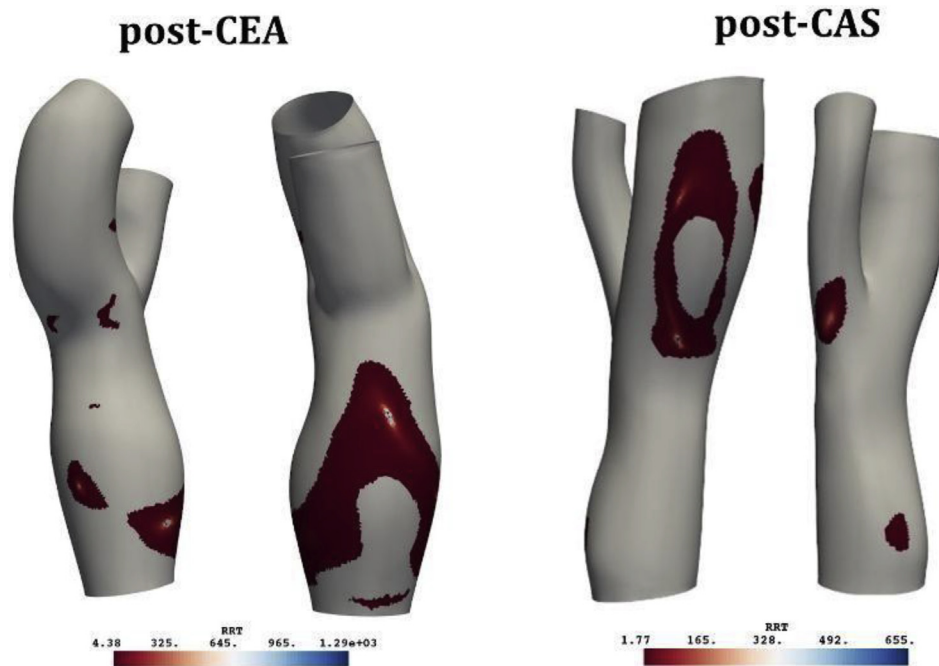 post-CEA
post-CAS
RRT
4.38 325. 645. 965. 1.29e+03
RRT
1.77 165. 328. 492. 655.